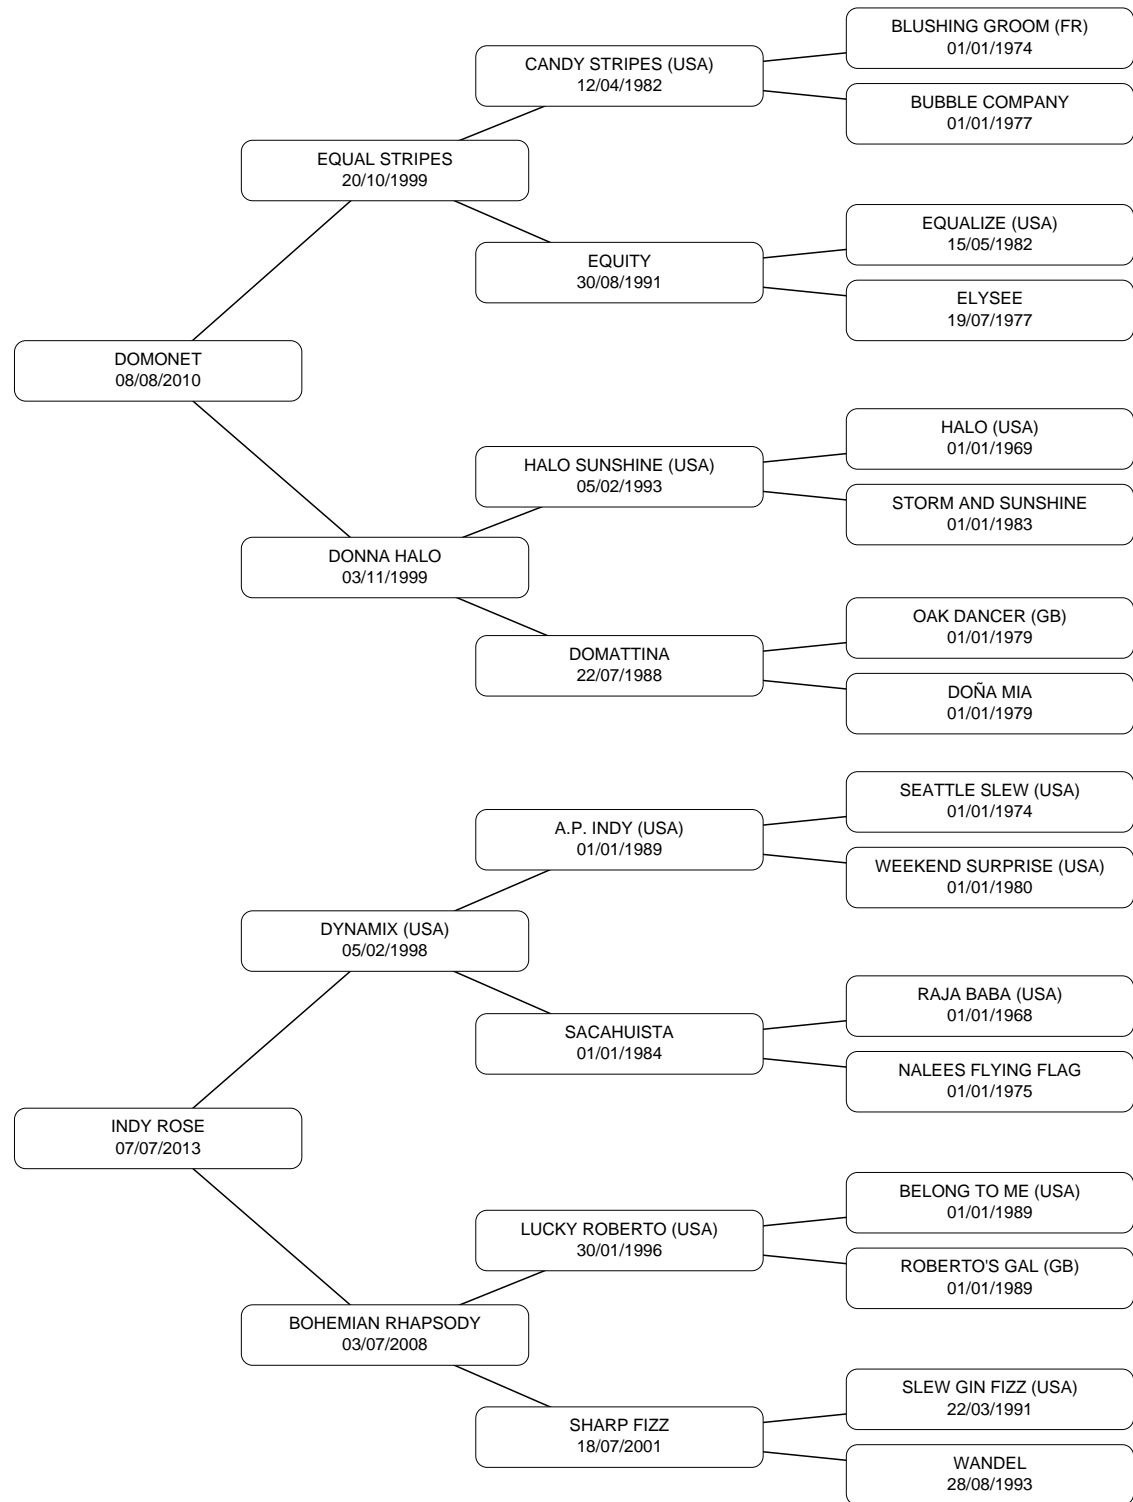 BLUSHING GROOM (FR)
01/01/1974
CANDY STRIPES (USA)
12/04/1982
BUBBLE COMPANY
01/01/1977
EQUAL STRIPES
20/10/1999
EQUALIZE (USA)
15/05/1982
EQUITY
30/08/1991
ELYSEE
19/07/1977
DOMONET
08/08/2010
HALO (USA)
01/01/1969
HALO SUNSHINE (USA)
05/02/1993
STORM AND SUNSHINE
01/01/1983
DONNA HALO
03/11/1999
OAK DANCER (GB)
01/01/1979
DOMATTINA
22/07/1988
DOÑA MIA
01/01/1979
SEATTLE SLEW (USA)
01/01/1974
A.P. INDY (USA)
01/01/1989
WEEKEND SURPRISE (USA)
01/01/1980
DYNAMIX (USA)
05/02/1998
RAJA BABA (USA)
01/01/1968
SACAHUISTA
01/01/1984
NALEES FLYING FLAG
01/01/1975
INDY ROSE
07/07/2013
BELONG TO ME (USA)
01/01/1989
LUCKY ROBERTO (USA)
30/01/1996
ROBERTO'S GAL (GB)
01/01/1989
BOHEMIAN RHAPSODY
03/07/2008
SLEW GIN FIZZ (USA)
22/03/1991
SHARP FIZZ
18/07/2001
WANDEL
28/08/1993